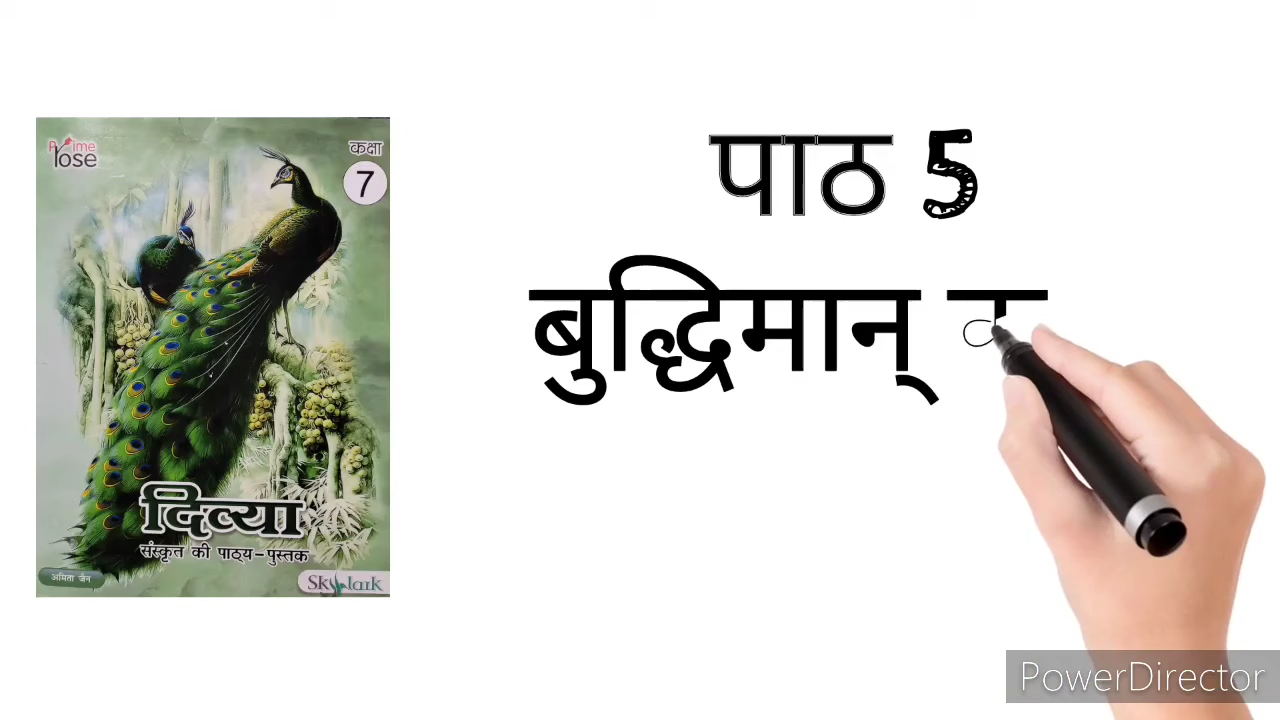 Prime rose
कक्षा
7
दिव्या
संस्कृत की पाठ्य-पुस्तक
अमिता जैन
Skylark
पाठ 5
बुद्धिमान्
PowerDirector